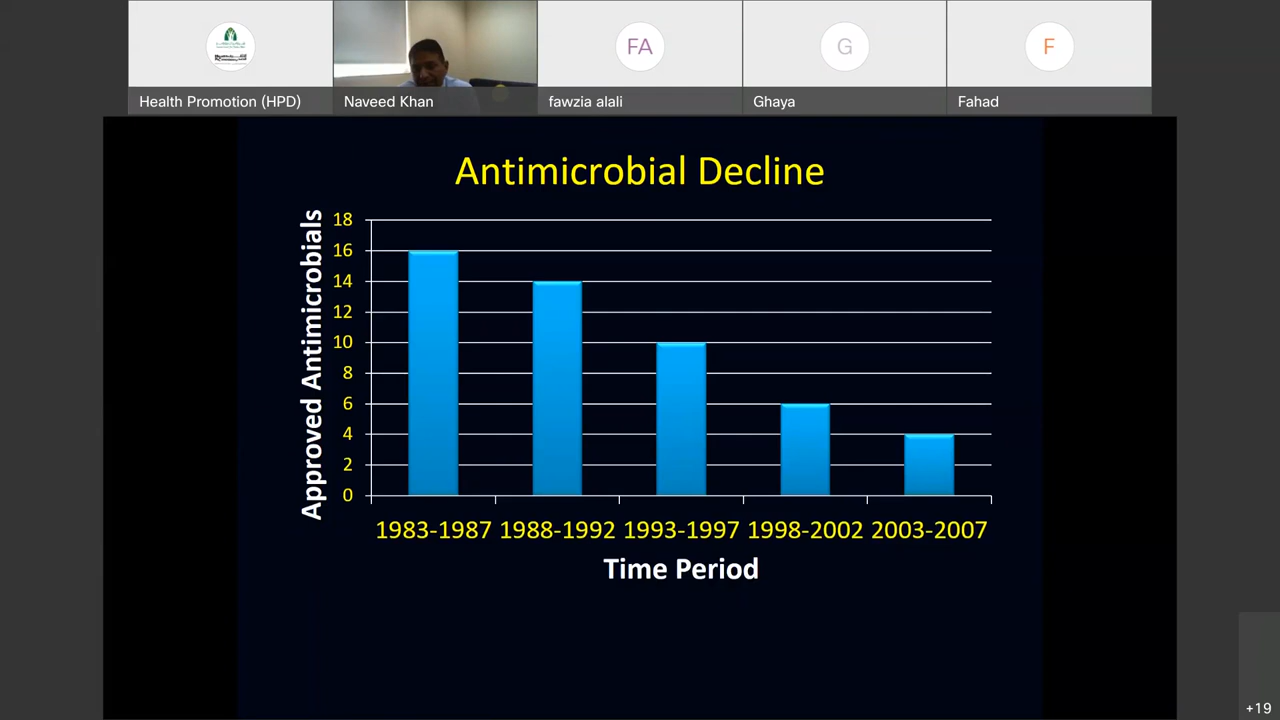 Health Promotion (HPD)
Naveed Khan
FA
fawzia alali
G
Ghaya
F
Fahad
Antimicrobial Decline
Approved Antimicrobials
18
16
14
12
10
8
6
4
2
0
1983-1987 1988-1992 1993-1997 1998-2002 2003-2007
Time Period
+19